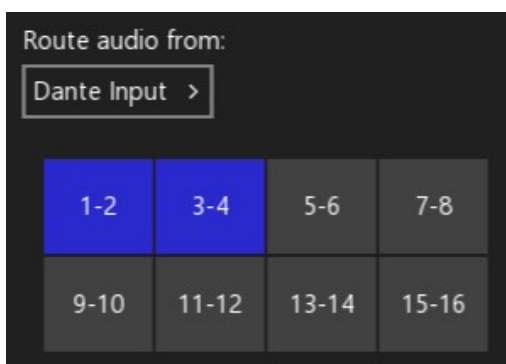 Route audio from:
Dante Input >
1-2 3-4 5-6 7-8
9-10 11-12 13-14 15-16